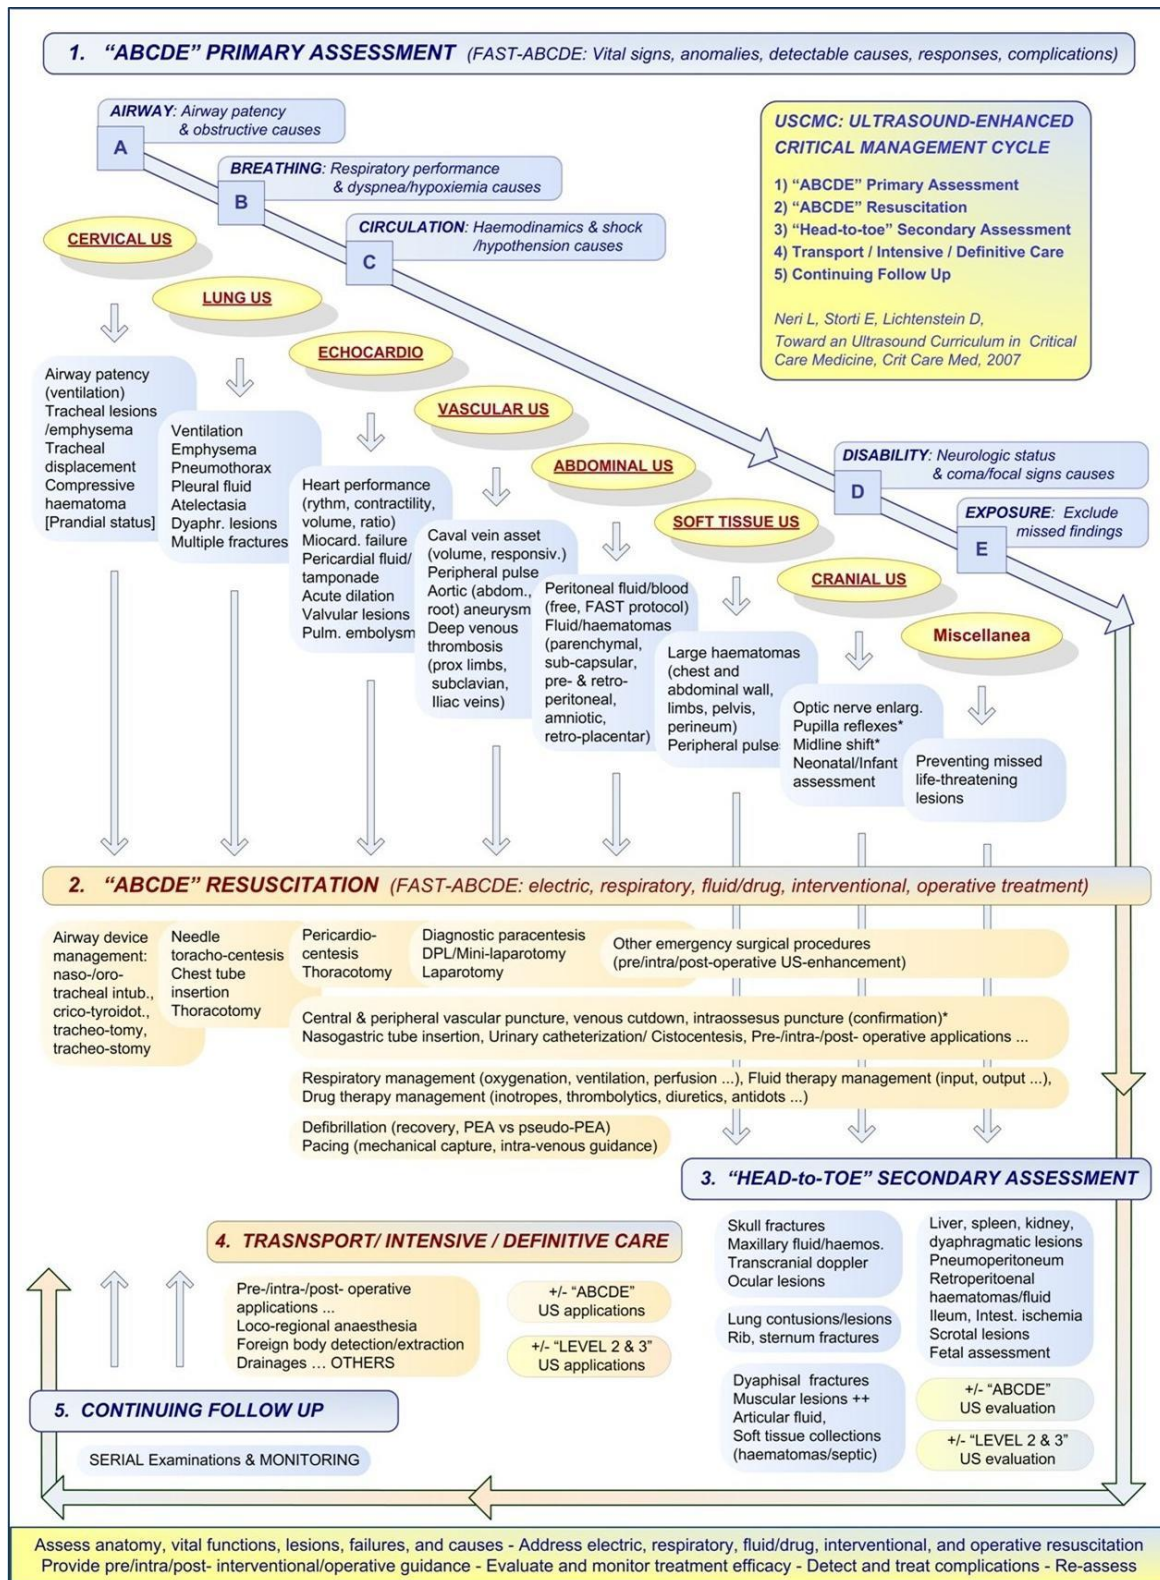 1. “ABCDE” PRIMARY ASSESSMENT (FAST-ABCDE: Vital signs, anomalies, detectable causes, responses, complications)
AIRWAY: Airway patency
& obstructive causes
A
BREATHING: Respiratory performance
& dyspnea/hypoxiemia causes
B
CIRCULATION: Haemodinamics & shock
/hypothension causes
C
USCMC: ULTRASOUND-ENHANCED
CRITICAL MANAGEMENT CYCLE
1) “ABCDE” Primary Assessment
2) “ABCDE” Resuscitation
3) “Head-to-toe” Secondary Assessment
4) Transport / Intensive / Definitive Care
5) Continuing Follow Up
Neri L, Storti E, Lichtenstein D,
Toward an Ultrasound Curriculum in Critical
Care Medicine, Crit Care Med, 2007
DISABILITY: Neurologic status
& coma/focal signs causes
D
EXPOSURE: Exclude
missed findings
E
CERVICAL US
Airway patency
(ventilation)
Tracheal lesions
/emphysema
Tracheal
displacement
Compressive
haematoma
[Prandial status]
LUNG US
Ventilation
Emphysema
Pneumothorax
Pleural fluid
Atelectasia
Dyaphr. lesions
Multiple fractures
ECHOCARDIO
Heart performance
(rythm, contractility,
volume, ratio)
Miocard. failure
Pericardial fluid/
tamponade
Acute dilation
Valvular lesions
Pulm. embolysm
VASCULAR US
Caval vein asset
(volume, responsiv.)
Peripheral pulse
Aortic (abdom.,
root) aneurysm
Deep venous
thrombosis
(prox limbs,
subclavian,
Iliac veins)
ABDOMINAL US
Peritoneal fluid/blood
(free, FAST protocol)
Fluid/haematomas
(parenchymal,
sub-capsular,
pre- & retro-
peritoneal,
amniotic,
retro-placentar)
SOFT TISSUE US
Large haematomas
(chest and
abdominal wall,
limbs, pelvis,
perineum)
Peripheral pulses
CRANIAL US
Optic nerve enlarg.
Pupilla reflexes*
Midline shift*
Neonatal/Infant
assessment
Miscellanea
Preventing missed
life-threatening
lesions
2. “ABCDE” RESUSCITATION (FAST-ABCDE: electric, respiratory, fluid/drug, interventional, operative treatment)
Airway device
management:
naso-/oro-
tracheal intub.,
crico-tyroidot.,
tracheo-tomy,
tracheo-stomy
Needle
toracho-centesis
Chest tube
insertion
Thoracotomy
Pericardio-
centesis
Thoracotomy
Diagnostic paracentesis
DPL/Mini-laparotomy
Laparotomy
Other emergency surgical procedures
(pre/intra/post-operative US-enhancement)
Central & peripheral vascular puncture, venous cutdown, intraossesus puncture (confirmation)*
Nasogastric tube insertion, Urinary catheterization/ Cistocentesis, Pre-/intra-/post- operative applications ...
Respiratory management (oxygenation, ventilation, perfusion ...), Fluid therapy management (input, output ...),
Drug therapy management (inotropes, thrombolytics, diuretics, antidots ...)
Defibrillation (recovery, PEA vs pseudo-PEA)
Pacing (mechanical capture, intra-venous guidance)
3. “HEAD-to-TOE” SECONDARY ASSESSMENT
Skull fractures
Maxillary fluid/haemos.
Transcranial doppler
Ocular lesions
Lung contusions/lesions
Rib, sternum fractures
Dyaphisal fractures
Muscular lesions ++
Articular fluid,
Soft tissue collections
(haematomas/septic)
Liver, spleen, kidney,
dyaphragmatic lesions
Pneumoperitoneum
Retroperitoenal
haematomas/fluid
Ileum, Intest. ischemia
Scrotal lesions
Fetal assessment
+/- “ABCDE”
US evaluation
+/- “LEVEL 2 & 3”
US evaluation
4. TRASNSPORT/ INTENSIVE / DEFINITIVE CARE
Pre-/intra-/post- operative
applications ...
Loco-regional anaesthesia
Foreign body detection/extraction
Drainages … OTHERS
+/- “ABCDE”
US applications
+/- “LEVEL 2 & 3”
US applications
5. CONTINUING FOLLOW UP
SERIAL Examinations & MONITORING
Assess anatomy, vital functions, lesions, failures, and causes - Address electric, respiratory, fluid/drug, interventional, and operative resuscitation
Provide pre/intra/post- interventional/operative guidance - Evaluate and monitor treatment efficacy - Detect and treat complications - Re-assess